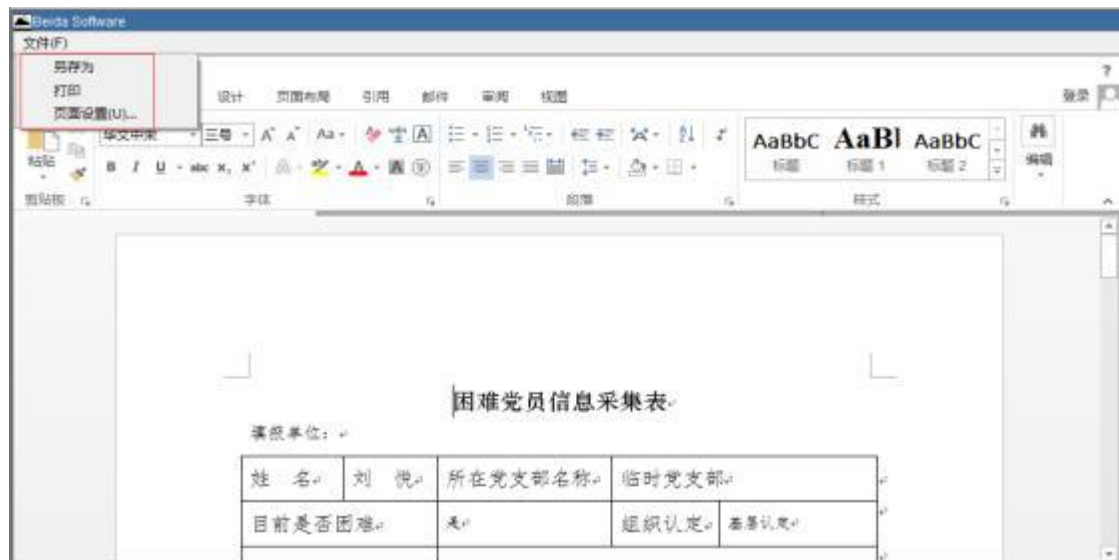 Beida Software
文件(F)
另存为
打印
页面设置(U)...
?
设计 页面布局 引用 邮件 审阅 视图 登录
华文中宋 三号 A A Aa A
粘贴 B I U abc x, x' A
AaBbC AaBl AaBbC
标题 标题 1 标题 2
编辑
剪贴板 字体 段落 样式
困难党员信息采集表
填报单位：
姓 名 刘 悦 所在党支部名称 临时党支部
目前是否困难 是 组织认定 基层认定